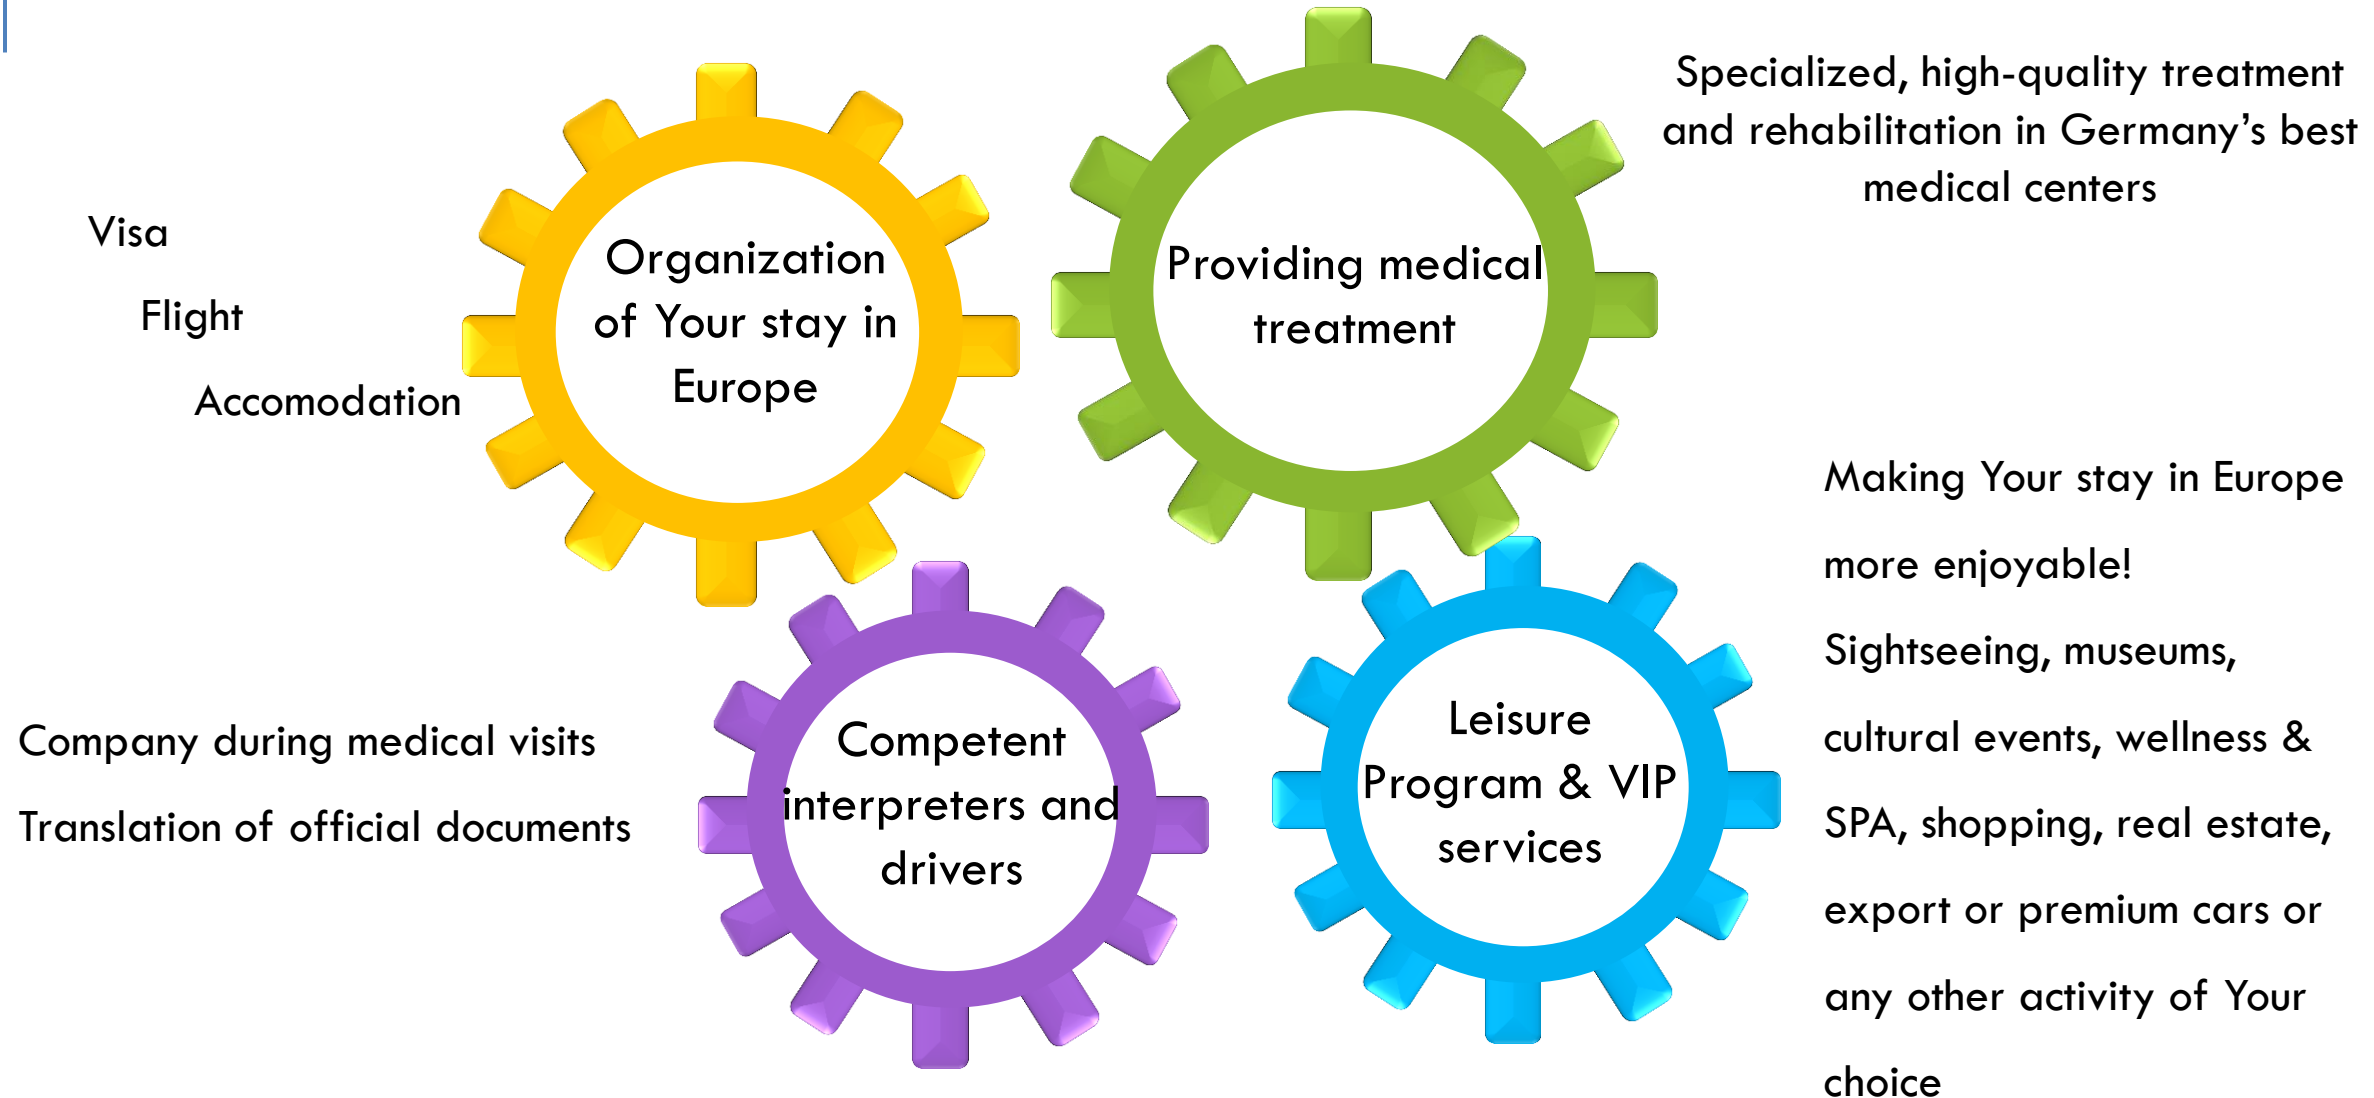 Visa
Flight
Accomodation
Organization
of Your stay in
Europe
Providing medical
treatment
Specialized, high-quality treatment
and rehabilitation in Germany’s best
medical centers
Company during medical visits
Translation of official documents
Competent
interpreters and
drivers
Leisure
Program & VIP
services
Making Your stay in Europe
more enjoyable!
Sightseeing, museums,
cultural events, wellness &
SPA, shopping, real estate,
export or premium cars or
any other activity of Your
choice